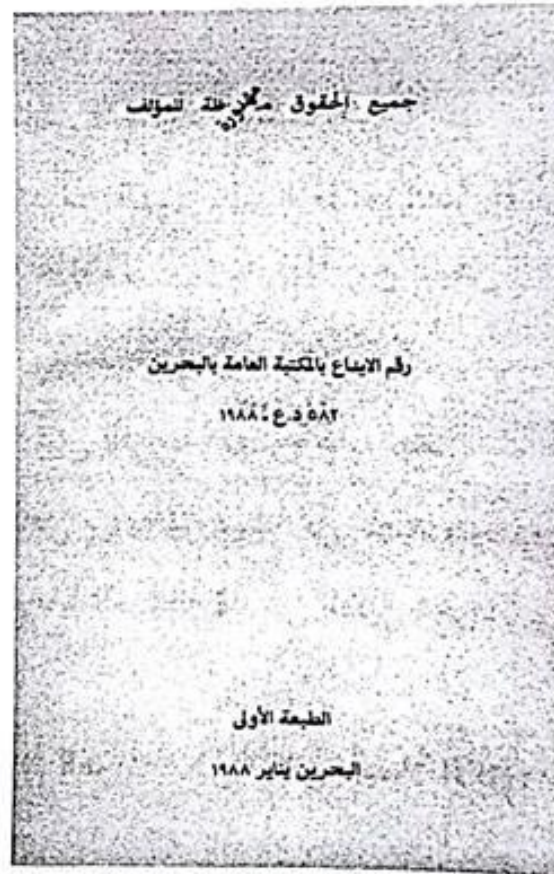 جميع الحقوق محفوظة للمؤلف
رقم الايداع بالمكتبة العامة بالبحرين
٥٨٢ د.ع. ١٩٨٨
الطبعة الأولى
البحرين يناير ١٩٨٨